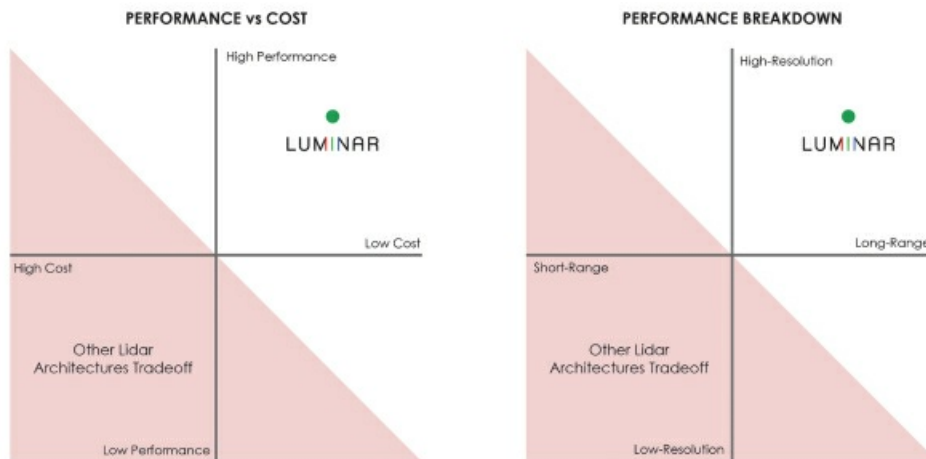 PERFORMANCE vs COST
High Performance
LUMINAR
Low Cost
High Cost
Other Lidar
Architectures Tradeoff
Low Performance
PERFORMANCE BREAKDOWN
High-Resolution
LUMINAR
Long-Range
Short-Range
Other Lidar
Architectures Tradeoff
Low-Resolution